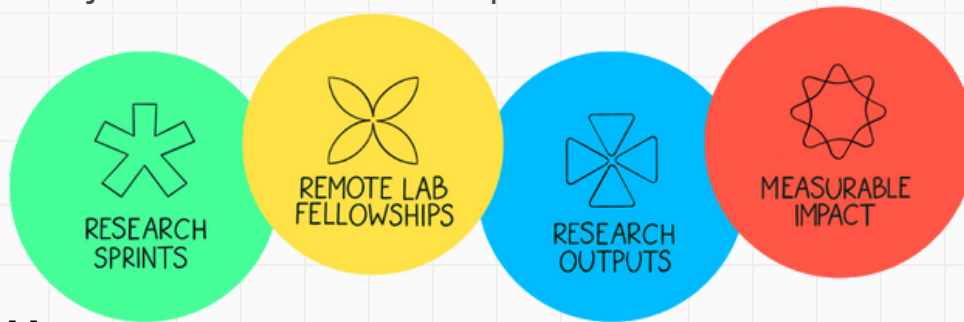 RESEARCH
SPRINTS
REMOTE LAB
FELLOWSHIPS
RESEARCH
OUTPUTS
MEASURABLE
IMPACT